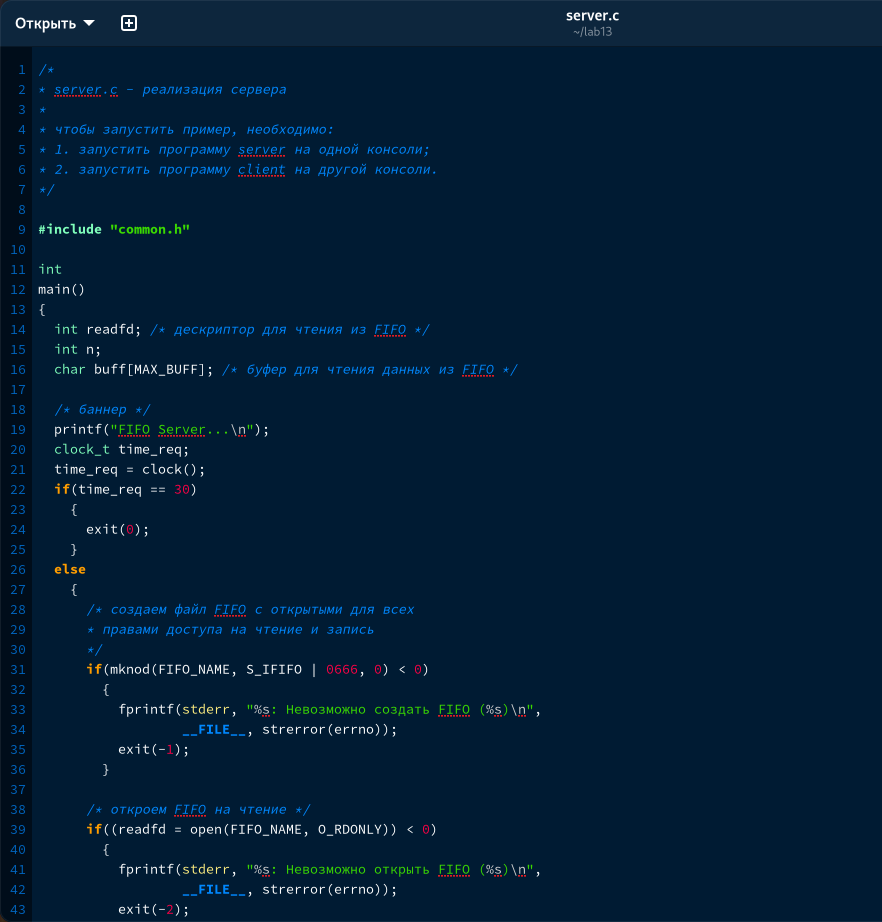 Открыть
server.c
~/lab13
1 /*
2 * server.c - реализация сервера
3 *
4 * чтобы запустить пример, необходимо:
5 * 1. запустить программу server на одной консоли;
6 * 2. запустить программу client на другой консоли.
7 */
8
9 #include "common.h"
10
11 int
12 main()
13 {
14   int readfd; /* дескриптор для чтения из FIFO */
15   int n;
16   char buff[MAX_BUFF]; /* буфер для чтения данных из FIFO */
17
18   /* баннер */
19   printf("FIFO Server...\n");
20   clock_t time_req;
21   time_req = clock();
22   if(time_req == 30)
23     {
24       exit(0);
25     }
26   else
27     {
28       /* создаем файл FIFO с открытыми для всех
29       * правами доступа на чтение и запись
30       */
31       if(mknod(FIFO_NAME, S_IFIFO | 0666, 0) < 0)
32         {
33           fprintf(stderr, "%s: Невозможно создать FIFO (%s)\n",
34                   __FILE__, strerror(errno));
35           exit(-1);
36         }
37
38       /* откроем FIFO на чтение */
39       if((readfd = open(FIFO_NAME, O_RDONLY)) < 0)
40         {
41           fprintf(stderr, "%s: Невозможно открыть FIFO (%s)\n",
42                   __FILE__, strerror(errno));
43           exit(-2);